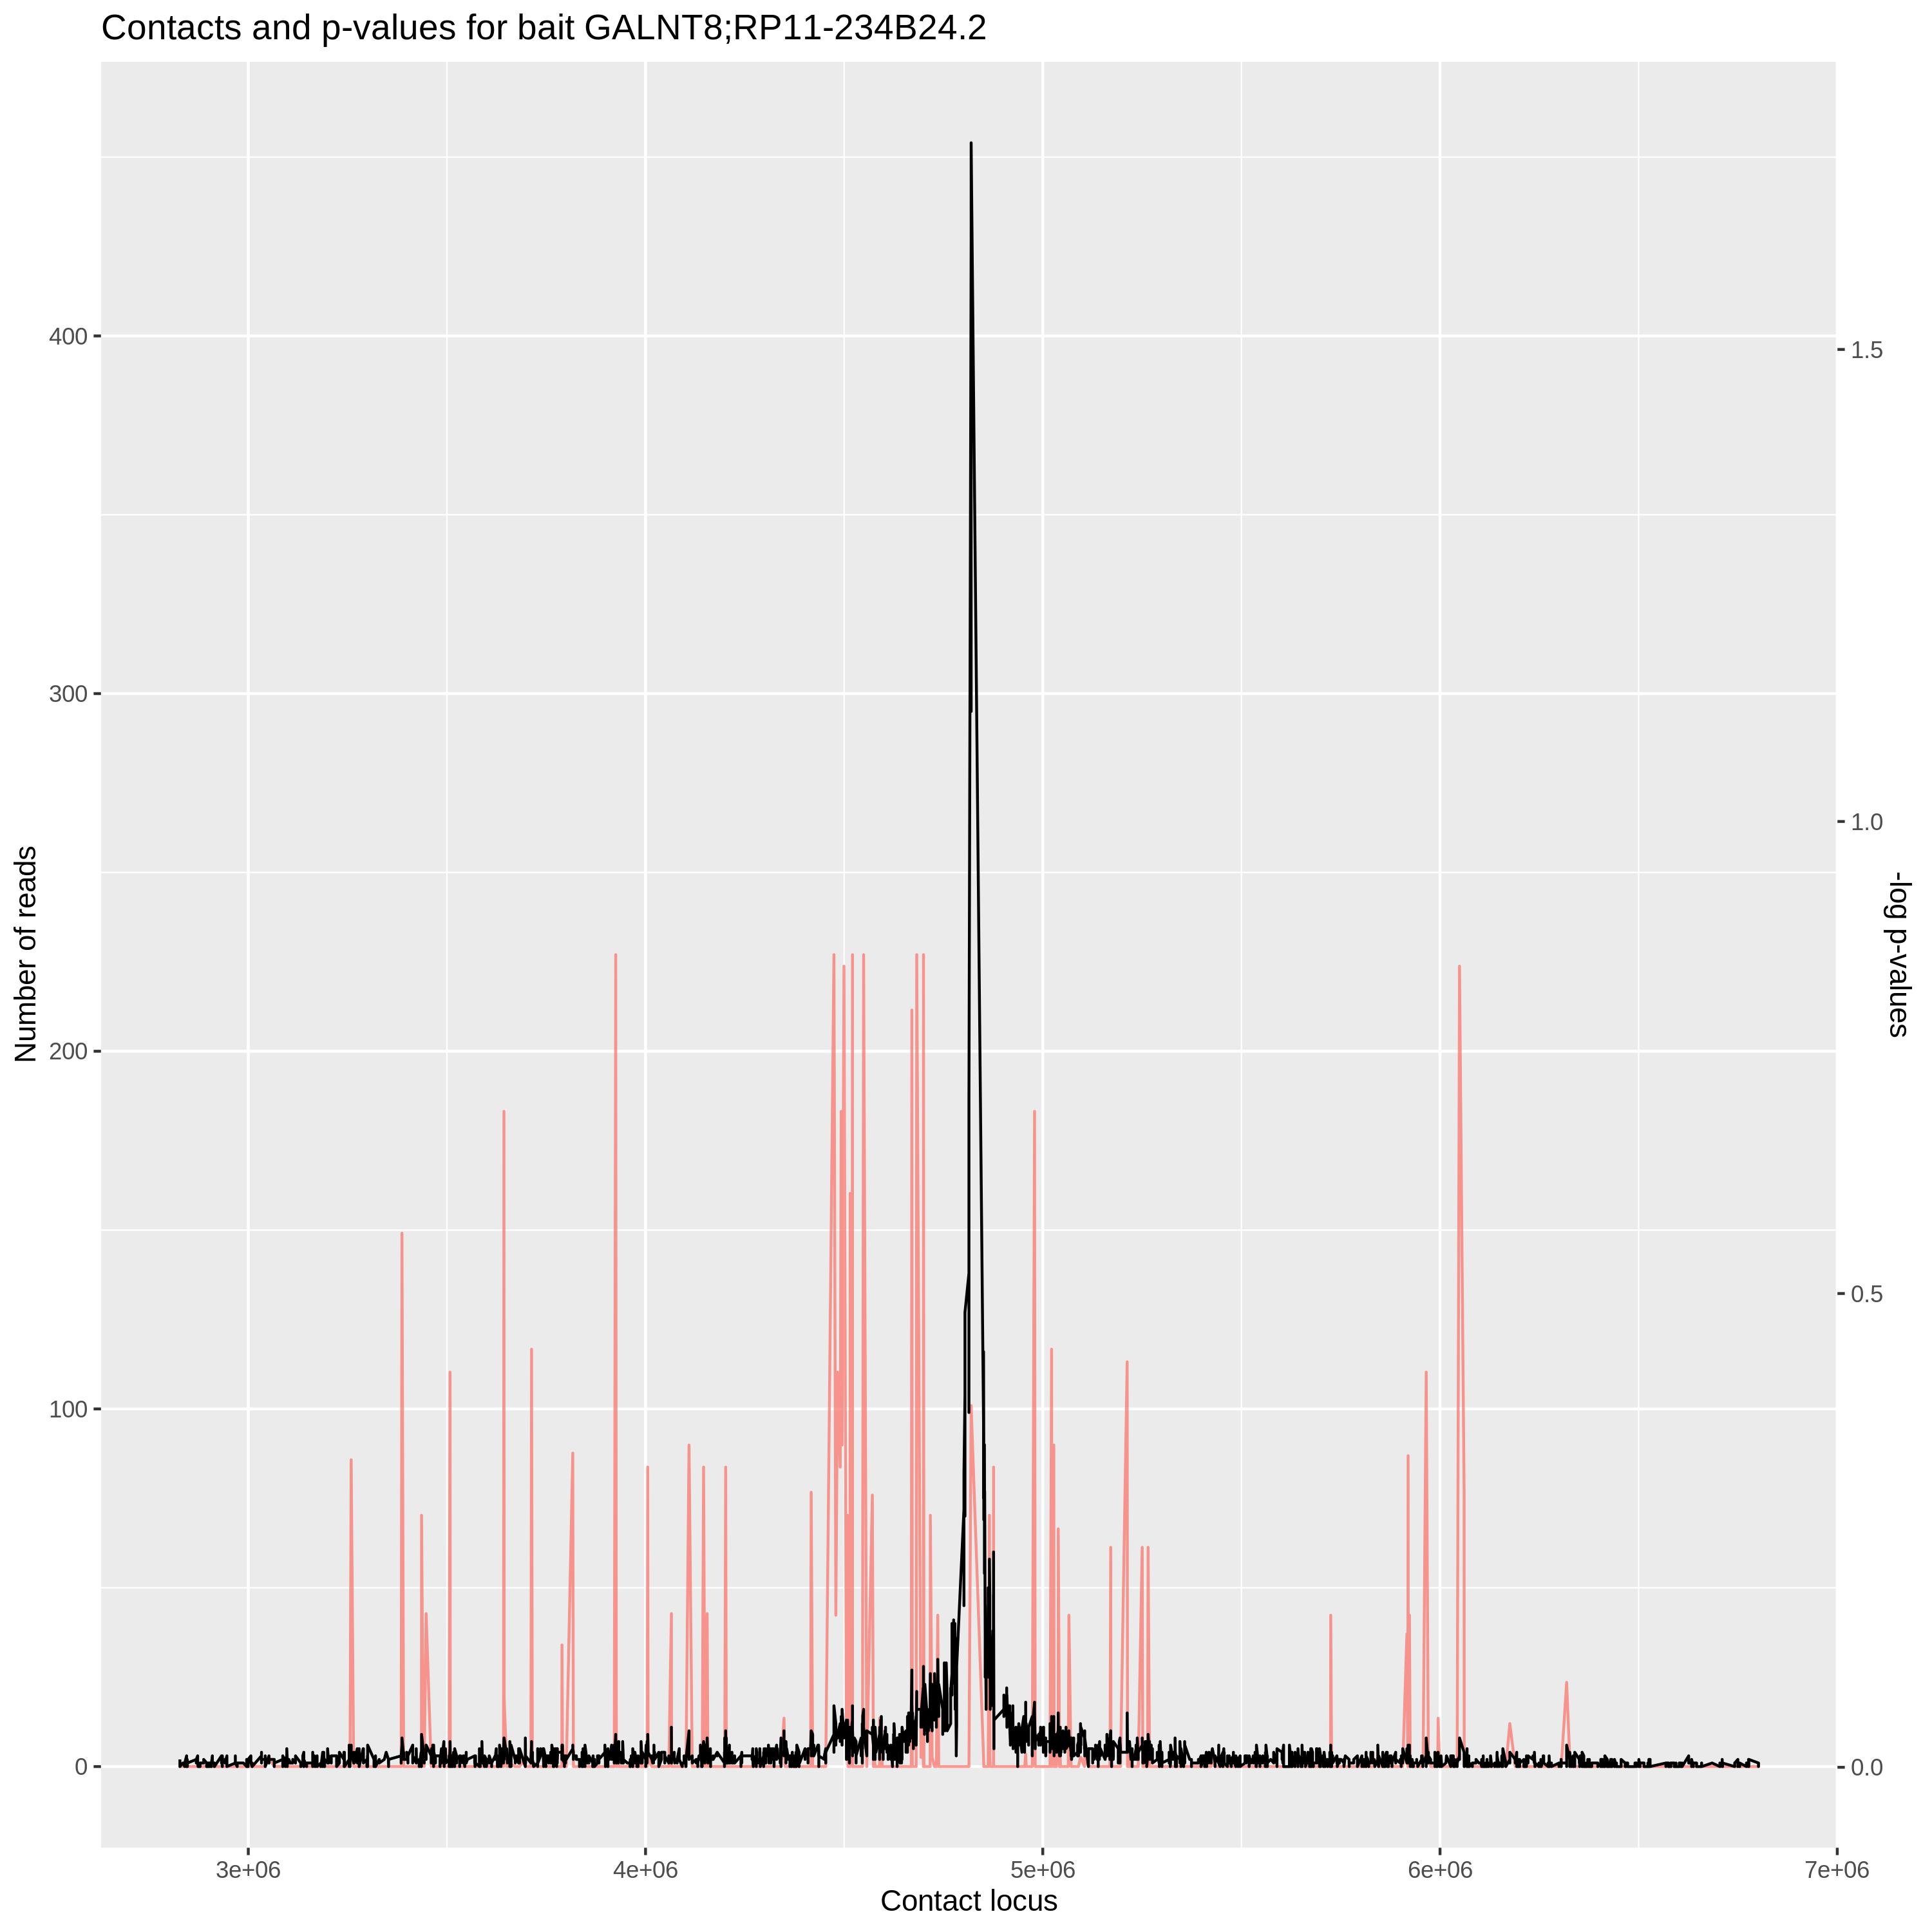 Contacts and p-values for bait GALNT8;RP11-234B24.2
400
300
200
100
0
Number of reads
1.5
1.0
0.5
0.0
-log p-values
3e+06
4e+06
5e+06
6e+06
7e+06
Contact locus